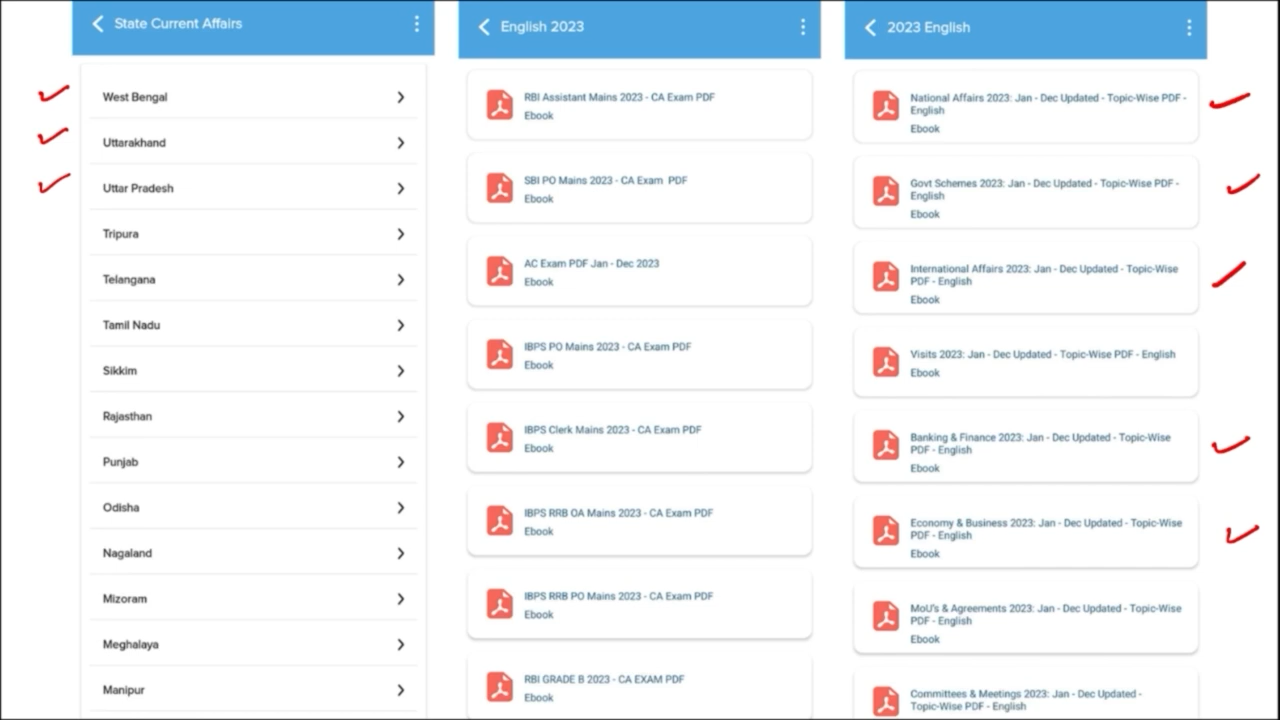 State Current Affairs
West Bengal
Uttarakhand
Uttar Pradesh
Tripura
Telangana
Tamil Nadu
Sikkim
Rajasthan
Punjab
Odisha
Nagaland
Mizoram
Meghalaya
Manipur
English 2023
RBI Assistant Mains 2023 - CA Exam PDF
Ebook
SBI PO Mains 2023 - CA Exam PDF
Ebook
AC Exam PDF Jan - Dec 2023
Ebook
IBPS PO Mains 2023 - CA Exam PDF
Ebook
IBPS Clerk Mains 2023 - CA Exam PDF
Ebook
IBPS RRB OA Mains 2023 - CA Exam PDF
Ebook
IBPS RRB PO Mains 2023 - CA Exam PDF
Ebook
RBI GRADE B 2023 - CA EXAM PDF
Ebook
2023 English
National Affairs 2023: Jan - Dec Updated - Topic-Wise PDF -
English
Ebook
Govt Schemes 2023: Jan - Dec Updated - Topic-Wise PDF -
English
Ebook
International Affairs 2023: Jan - Dec Updated - Topic-Wise
PDF - English
Ebook
Visits 2023: Jan - Dec Updated - Topic-Wise PDF - English
Ebook
Banking & Finance 2023: Jan - Dec Updated - Topic-Wise
PDF - English
Ebook
Economy & Business 2023: Jan - Dec Updated - Topic-Wise
PDF - English
Ebook
MoU's & Agreements 2023: Jan - Dec Updated - Topic-Wise
PDF - English
Ebook
Committees & Meetings 2023: Jan - Dec Updated -
Topic-Wise PDF - English